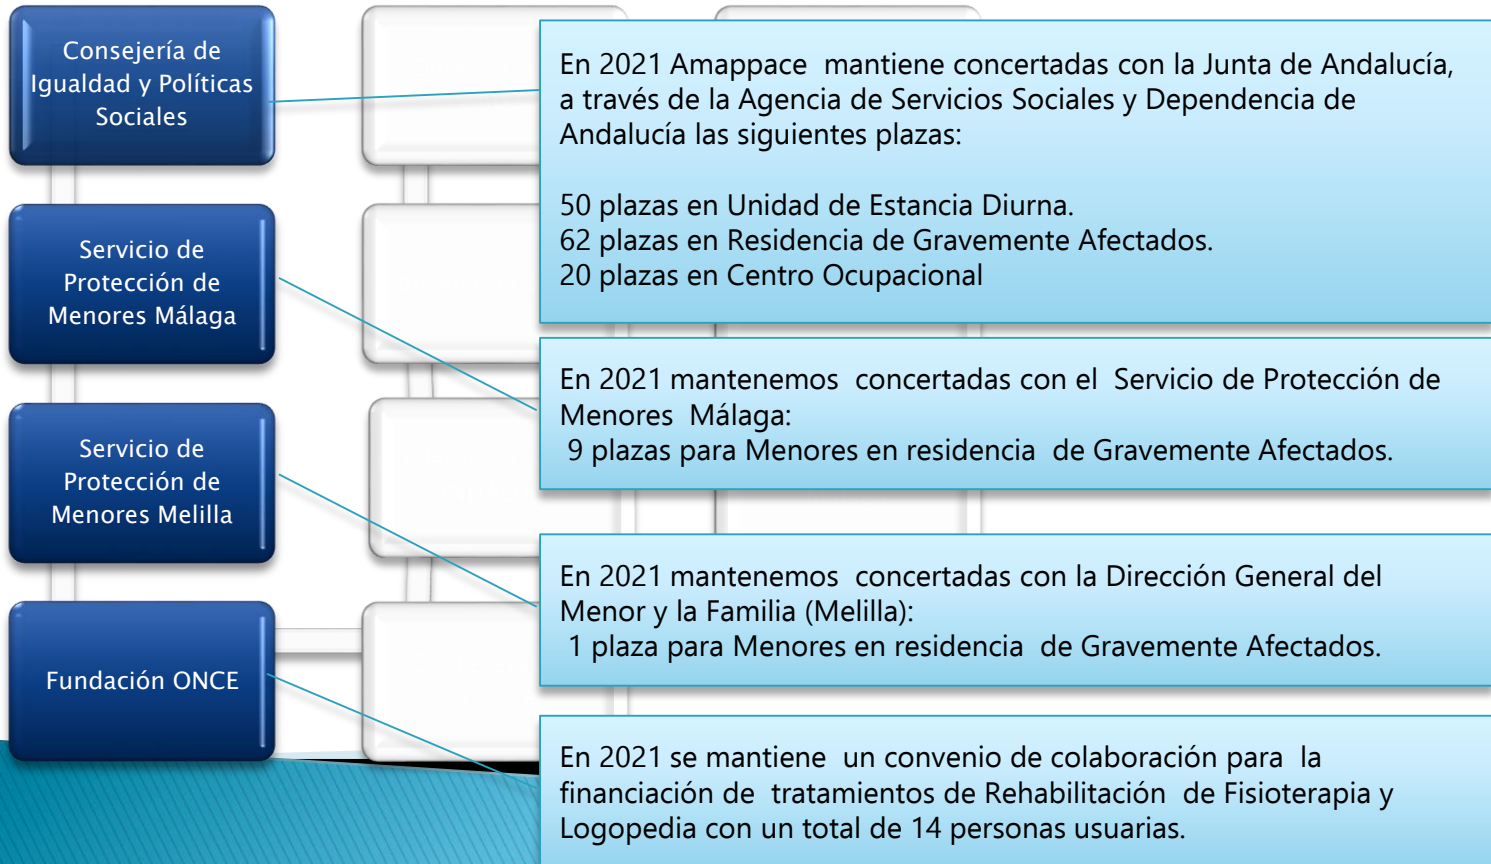 Consejería de
Igualdad y Políticas
Sociales
En 2021 Amappace mantiene concertadas con la Junta de Andalucía,
a través de la Agencia de Servicios Sociales y Dependencia de
Andalucía las siguientes plazas:
50 plazas en Unidad de Estancia Diurna.
62 plazas en Residencia de Gravemente Afectados.
20 plazas en Centro Ocupacional
Servicio de
Protección de
Menores Málaga
En 2021 mantenemos concertadas con el Servicio de Protección de
Menores Málaga:
9 plazas para Menores en residencia de Gravemente Afectados.
Servicio de
Protección de
Menores Melilla
En 2021 mantenemos concertadas con la Dirección General del
Menor y la Familia (Melilla):
1 plaza para Menores en residencia de Gravemente Afectados.
Fundación ONCE
En 2021 se mantiene un convenio de colaboración para la
financiación de tratamientos de Rehabilitación de Fisioterapia y
Logopedia con un total de 14 personas usuarias.